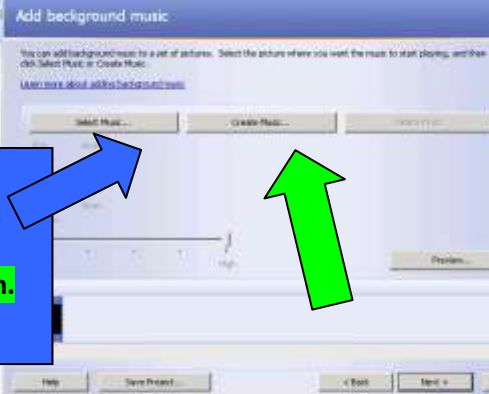 Add background music
You can add background music to a set of pictures. Select the picture where you want the music to start playing, and then
click Select Music or Create Music.
Learn more about adding background music
Select Music... Create Music...
High
n.
Preview...
Help Save Project... < Back Next >